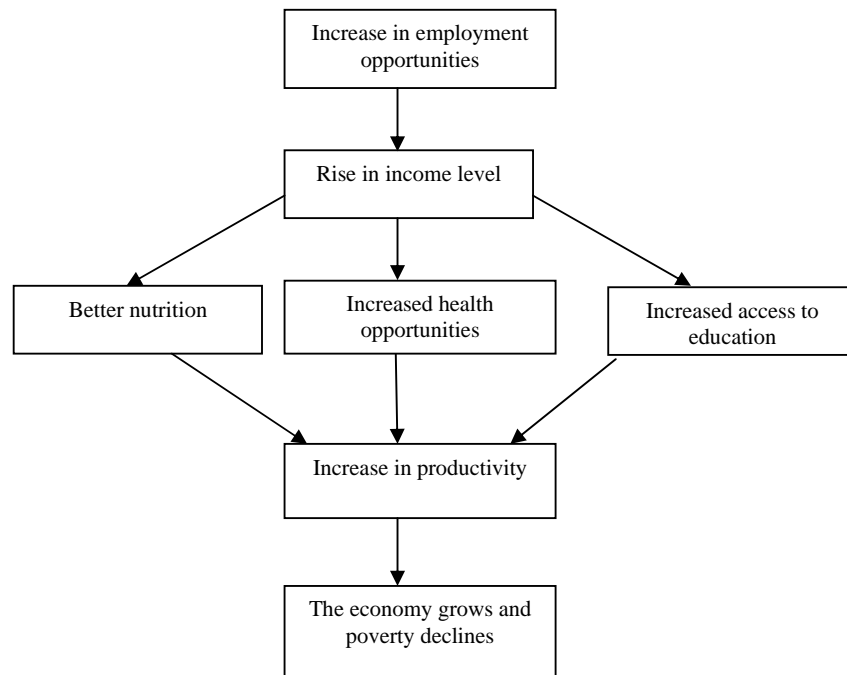 Increase in employment
opportunities
Rise in income level
Better nutrition
Increased health
opportunities
Increased access to
education
Increase in productivity
The economy grows and
poverty declines